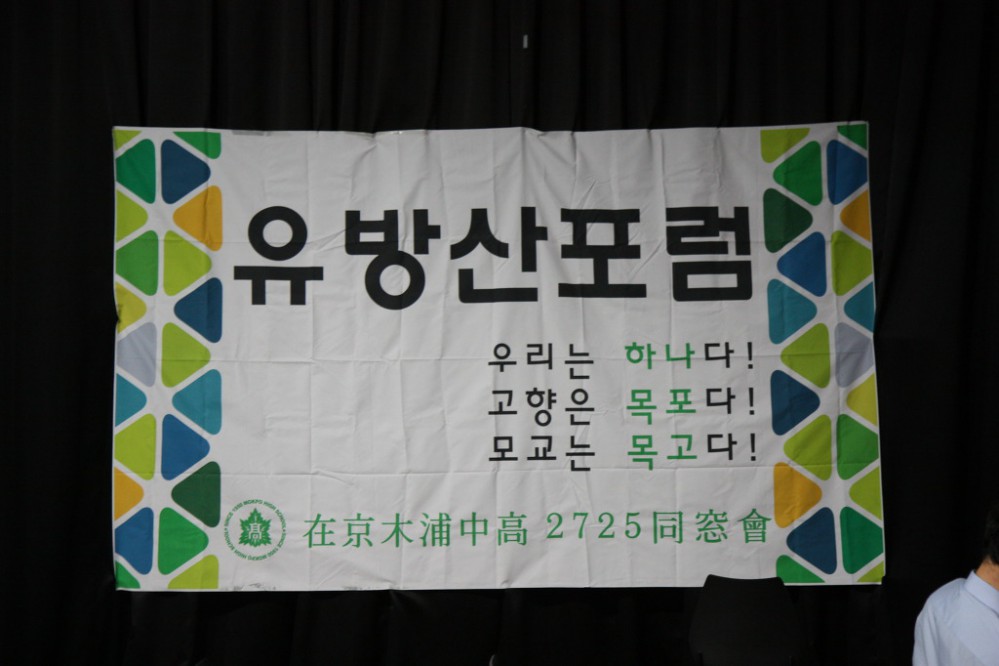 유방산포럼
우리는 하나다!
고향은 목포다!
모교는 목고다!
在京木浦中高 2725同窓會
高